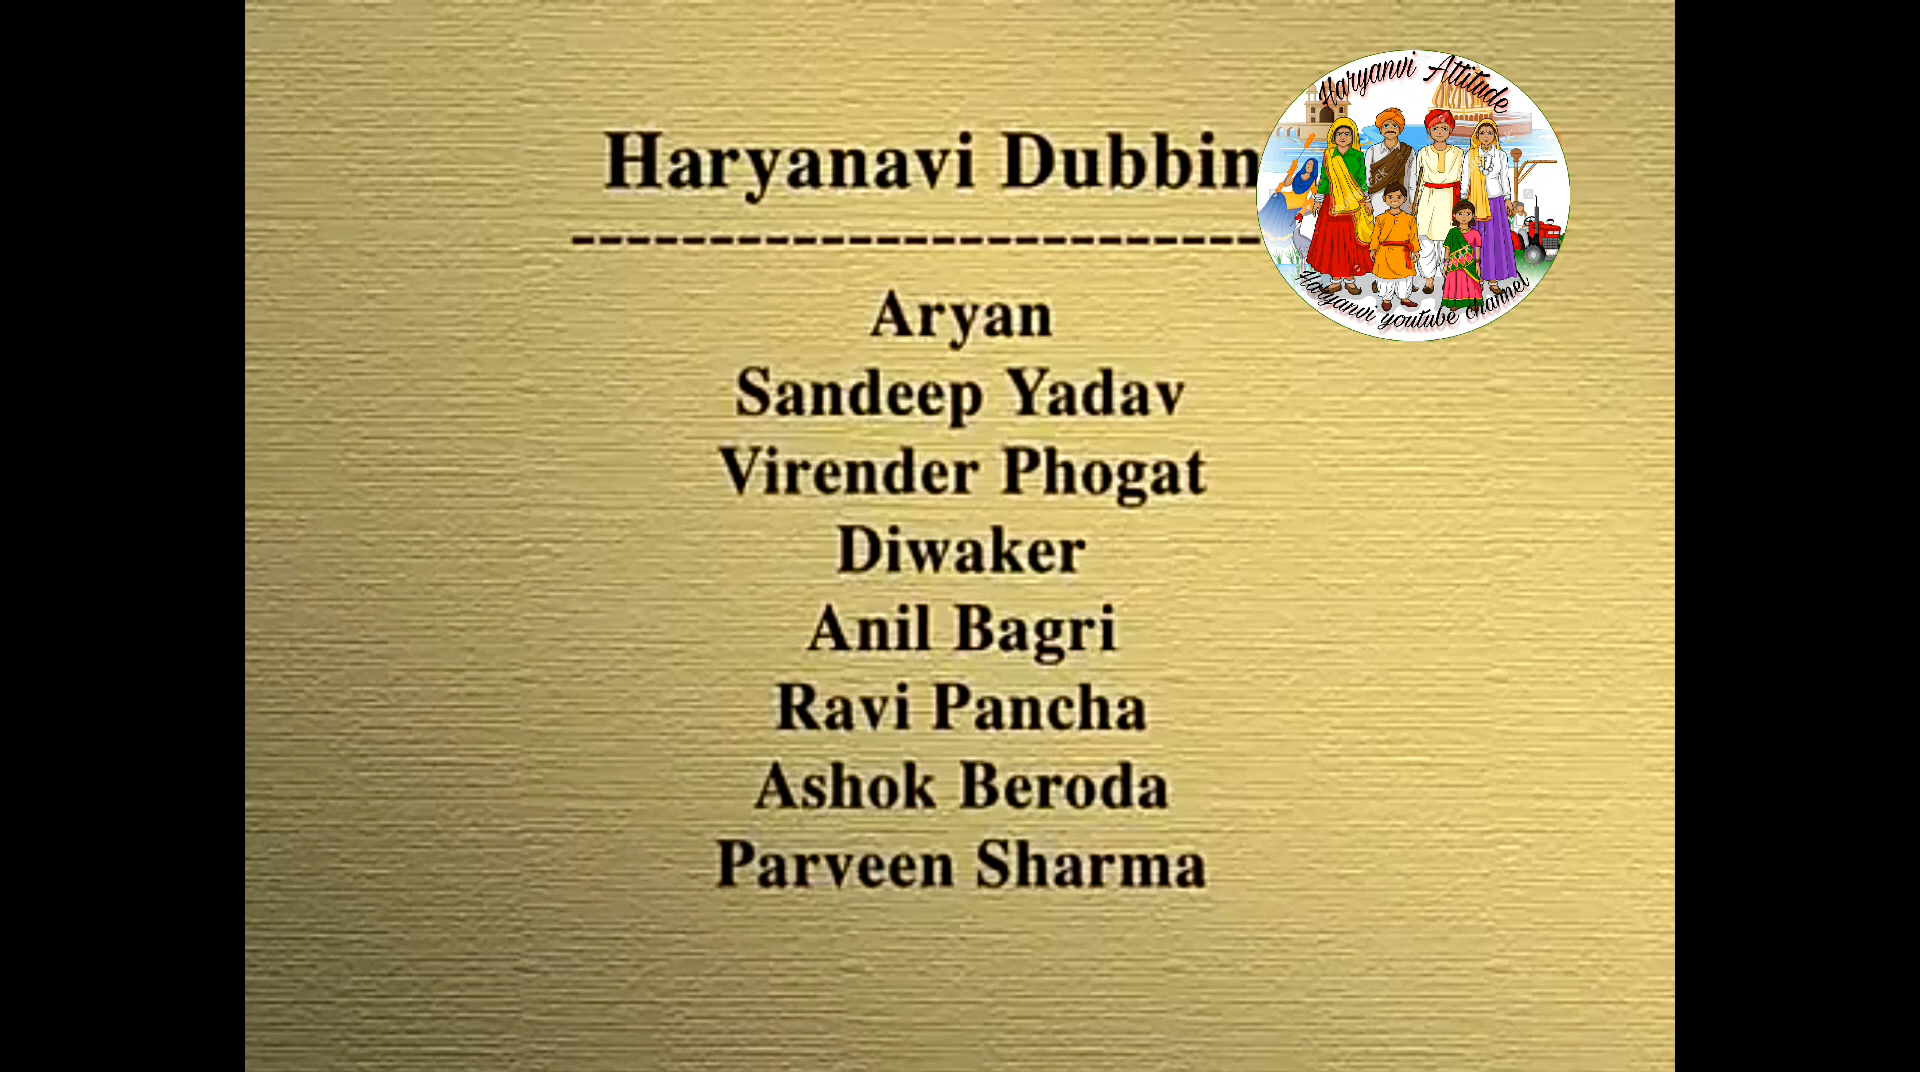 Haryanavi Dubbin
--------------------------
Aryan
Sandeep Yadav
Virender Phogat
Diwaker
Anil Bagri
Ravi Pancha
Ashok Beroda
Parveen Sharma
Haryanvi Attitude
Haryanvi youtube channel